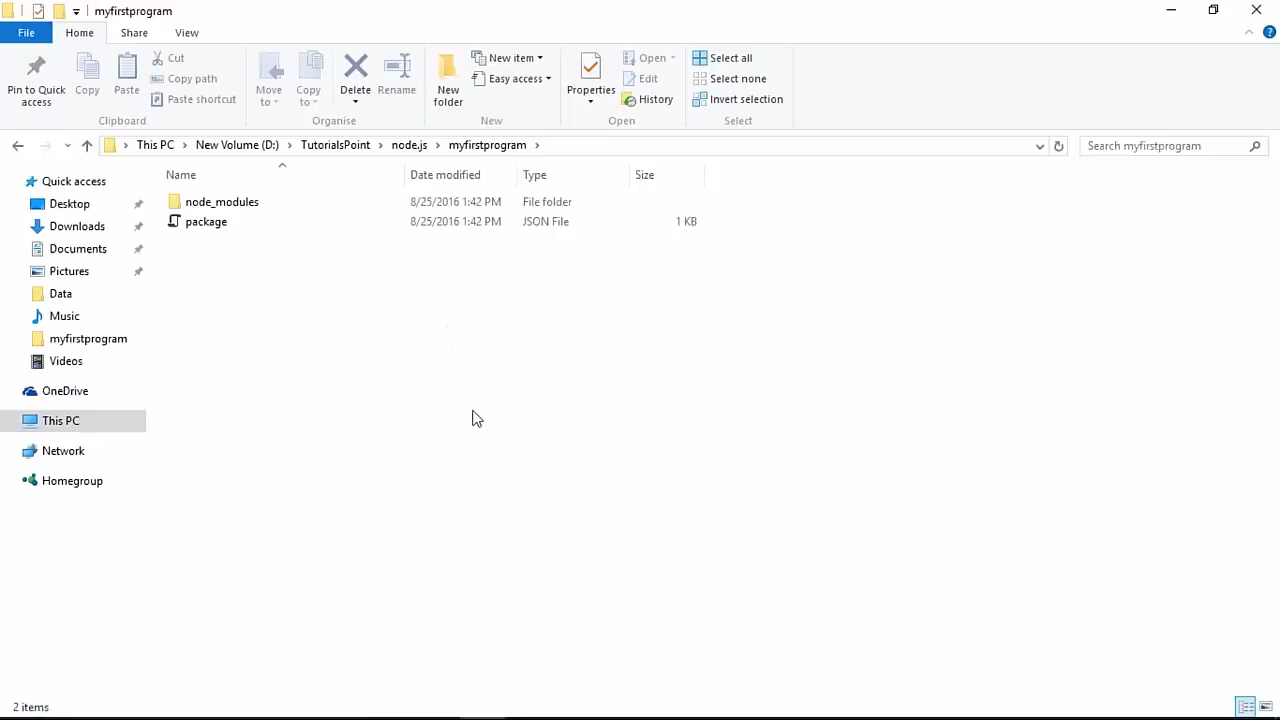 myfirstprogram
File Home Share View
Pin to Quick access
Copy
Paste
Cut
Copy path
Paste shortcut
Clipboard
Move to
Copy to
Delete
Rename
Organise
New folder
New item
Easy access
New
Properties
Open
Edit
History
Open
Select all
Select none
Invert selection
Select
This PC New Volume (D:) TutorialsPoint node.js myfirstprogram
Search myfirstprogram
Name Date modified Type Size
node_modules 8/25/2016 1:42 PM File folder
package 8/25/2016 1:42 PM JSON File 1 KB
Quick access
Desktop
Downloads
Documents
Pictures
Data
Music
myfirstprogram
Videos
OneDrive
This PC
Network
Homegroup
2 items